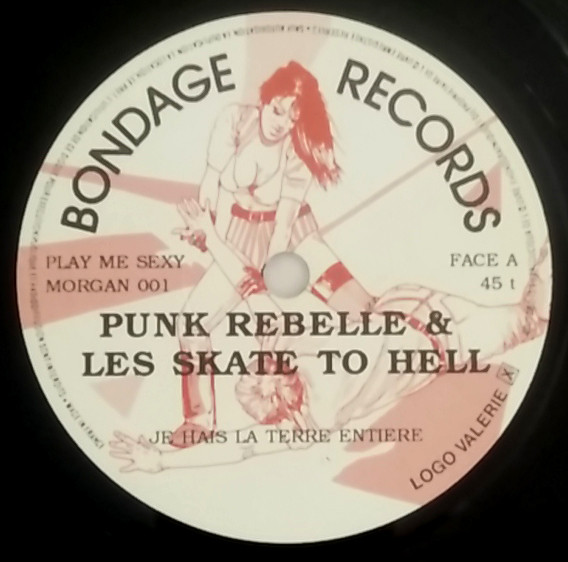 BONDAGE RECORDS
PLAY ME SEXY
MORGAN 001
FACE A
45 t
PUNK REBELLE &
LES SKATE TO HELL
JE HAIS LA TERRE ENTIERE
LOGO VALERIE X